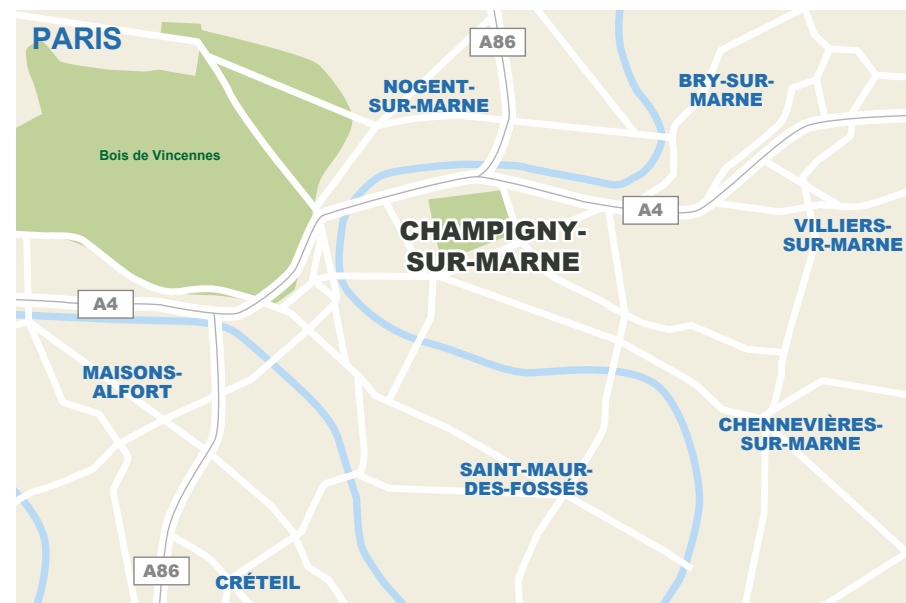 PARIS
A86
NOGENT-
SUR-MARNE
BRY-SUR-
MARNE
Bois de Vincennes
A4
CHAMPIGNY-
SUR-MARNE
VILLIERS-
SUR-MARNE
A4
MAISONS-
ALFORT
CHENNEVIÈRES-
SUR-MARNE
SAINT-MAUR-
DES-FOSSÉS
A86
CRÉTEIL